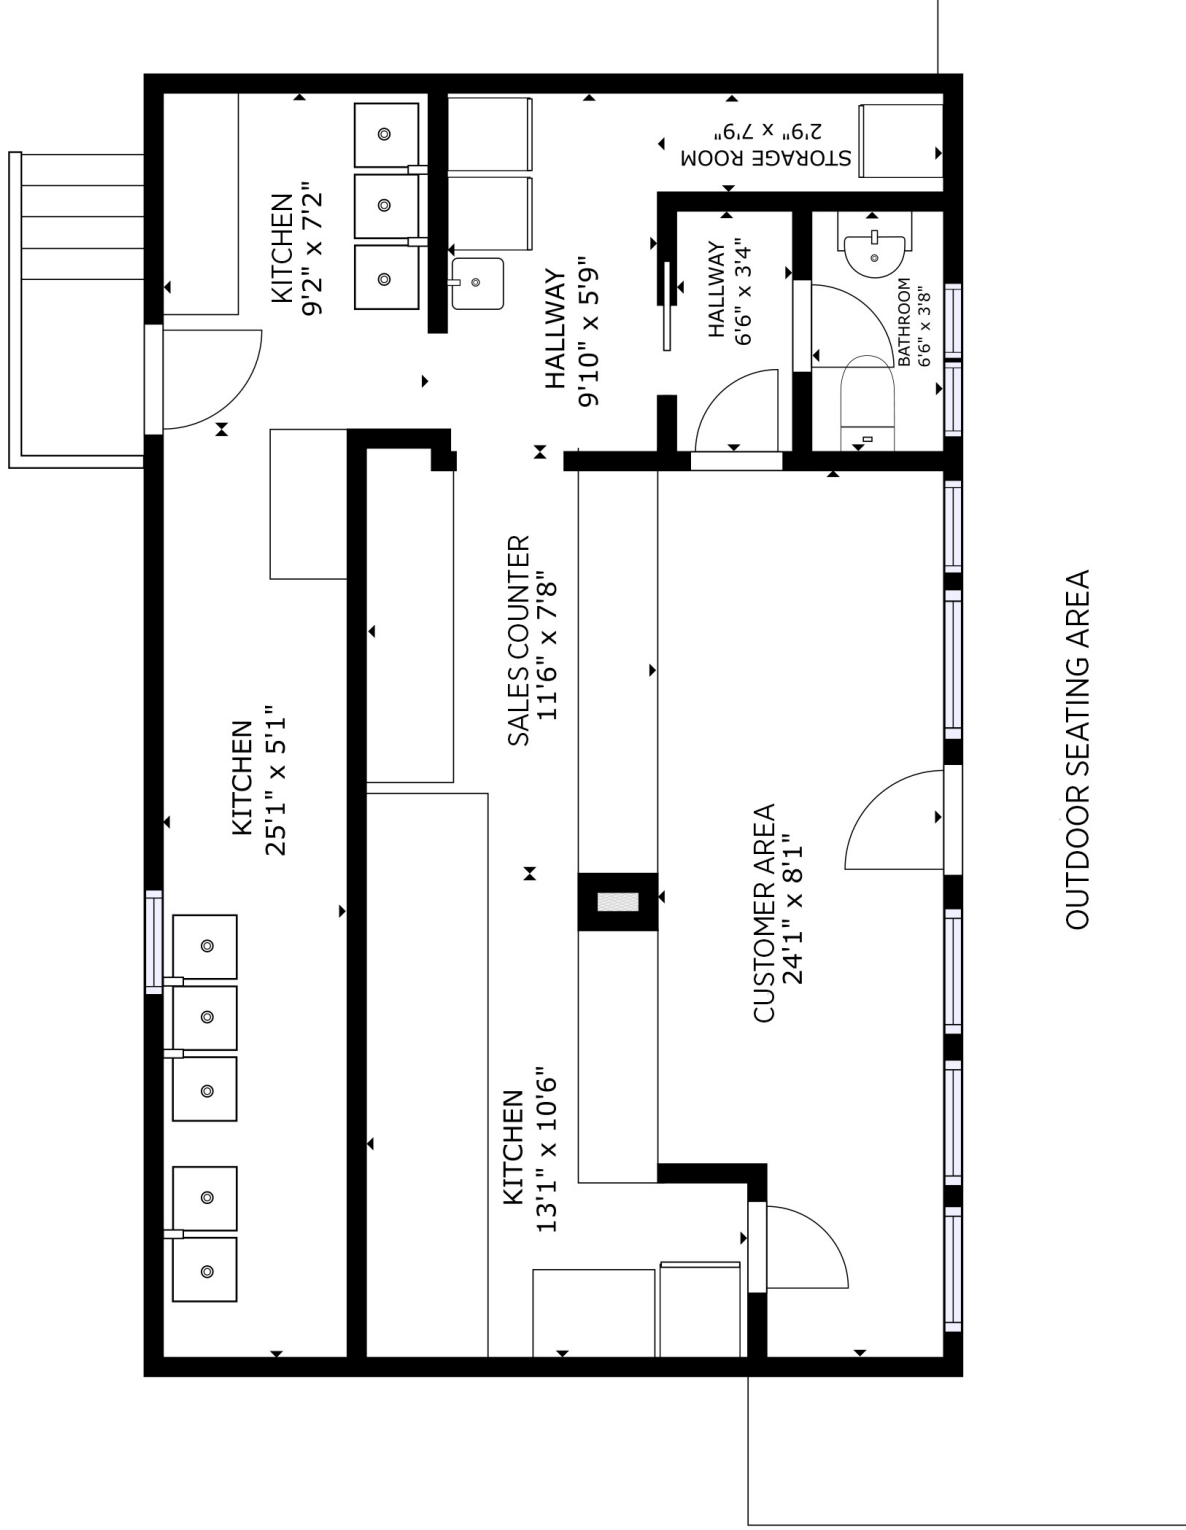 STORAGE ROOM
2'9" x 7'9"
KITCHEN
9'2" x 7'2"
HALLWAY
9'10" x 5'9"
HALLWAY
6'6" x 3'4"
BATHROOM
6'6" x 3'8"
KITCHEN
25'1" x 5'1"
SALES COUNTER
11'6" x 7'8"
CUSTOMER AREA
24'1" x 8'1"
KITCHEN
13'1" x 10'6"
OUTDOOR SEATING AREA